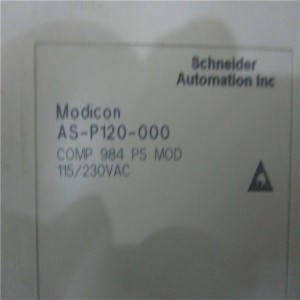 Schneider
Automation Inc
Modicon
AS-P120-000
COMP 984 PS MOD
115/230VAC